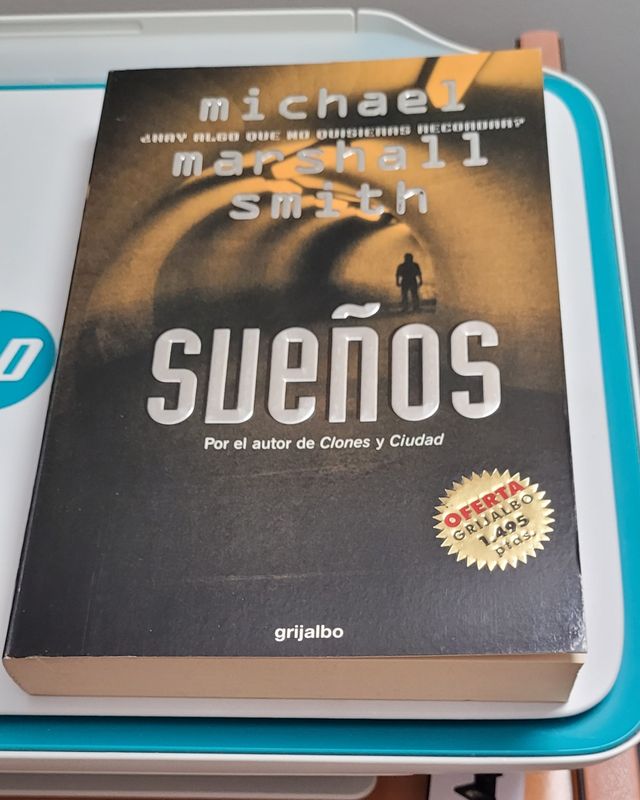 michael
¿HAY ALGO QUE NO QUISIERAS RECORDAR?
marshall
smith
sueños
Por el autor de Clones y Ciudad
OFERTA
GRIJALBO
1.495
ptas.
grijalbo